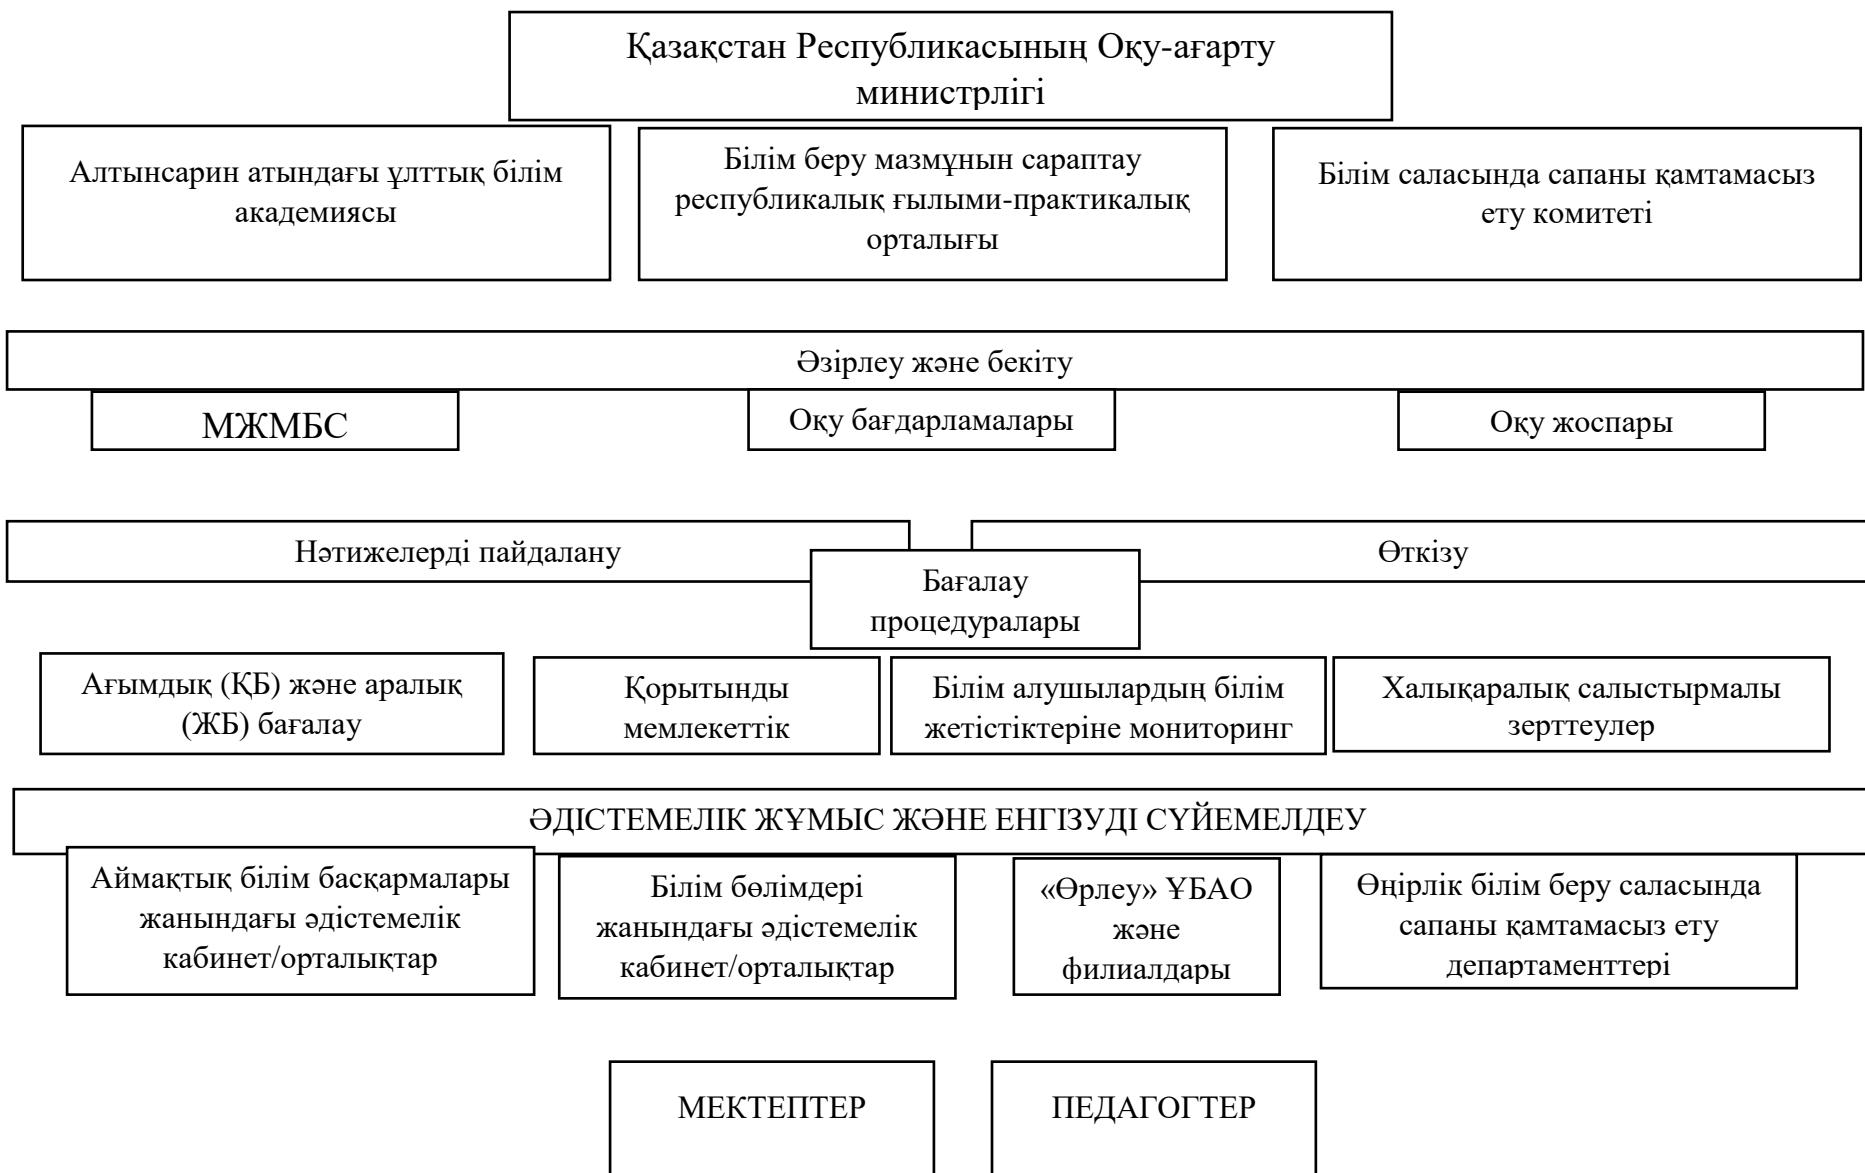 Қазақстан Республикасының Оқу-ағарту
министрлігі
Алтынсарин атындағы ұлттық білім
академиясы
Білім беру мазмұнын сараптау
республикалық ғылыми-практикалық
орталығы
Білім саласында сапаны қамтамасыз
ету комитеті
Әзірлеу және бекіту
МЖМБС
Оқу бағдарламалары
Оқу жоспары
Нәтижелерді пайдалану
Өткізу
Бағалау
процедуралары
Ағымдық (ҚБ) және аралық
(ЖБ) бағалау
Қорытынды
мемлекеттік
Білім алушылардың білім
жетістіктеріне мониторинг
Халықаралық салыстырмалы
зерттеулер
ӘДІСТЕМЕЛІК ЖҰМЫС ЖӘНЕ ЕНГІЗУДІ СҮЙЕМЕЛДЕУ
Аймақтық білім басқармалары
жанындағы әдістемелік
кабинет/орталықтар
Білім бөлімдері
жанындағы әдістемелік
кабинет/орталықтар
«Өрлеу» ҰБАО
және
филиалдары
Өңірлік білім беру саласында
сапаны қамтамасыз ету
департаменттері
МЕКТЕПТЕР
ПЕДАГОГТЕР